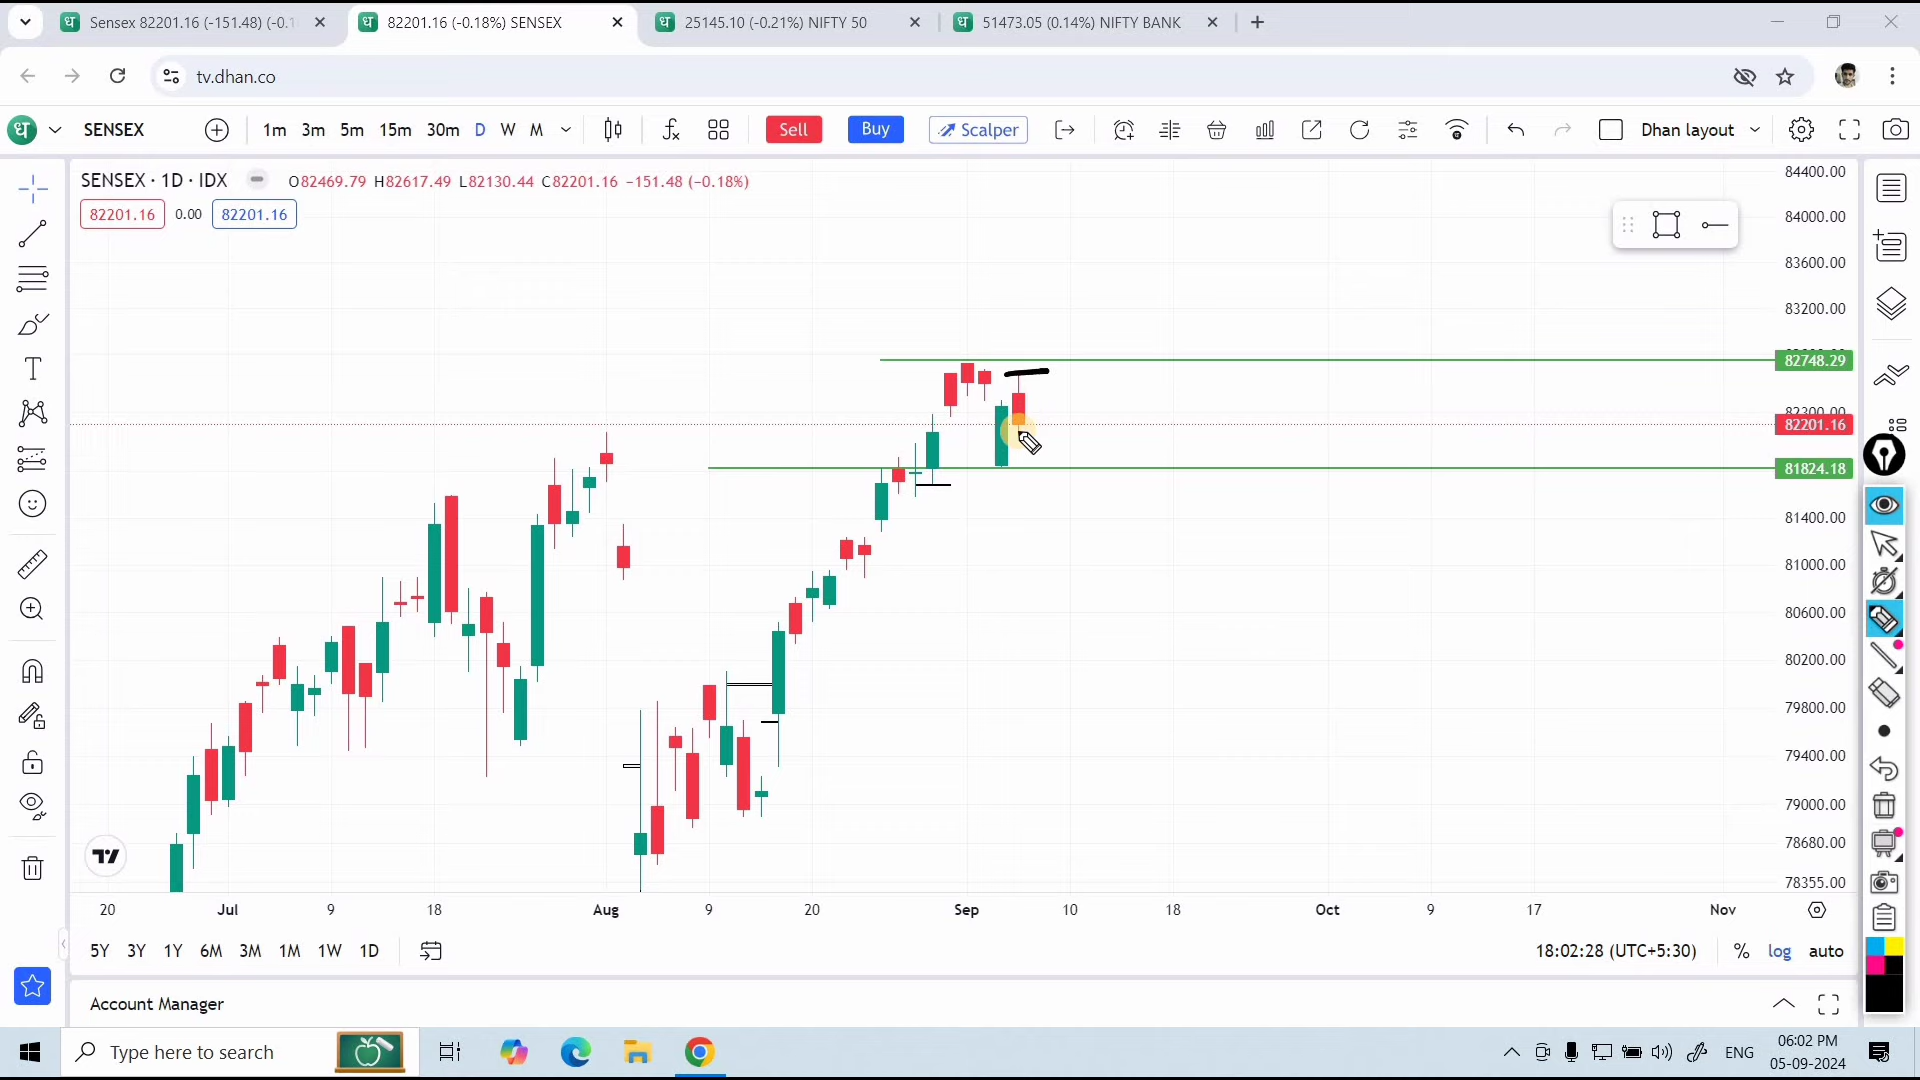 Sensex 82201.16 (-151.48) (-0.1
82201.16 (-0.18%) SENSEX
25145.10 (-0.21%) NIFTY 50
51473.05 (0.14%) NIFTY BANK
tv.dhan.co
ध
SENSEX
1m 3m 5m 15m 30m D W M
Sell
Buy
Scalper
Dhan layout
SENSEX · 1D · IDX
O82469.79 H82617.49 L82130.44 C82201.16 −151.48 (−0.18%)
82201.16 0.00 82201.16
84400.00
84000.00
83600.00
83200.00
82748.29
82300.00
82201.16
81824.18
81400.00
81000.00
80600.00
80200.00
79800.00
79400.00
79000.00
78680.00
78355.00
20 Jul 9 18 Aug 9 20 Sep 10 18 Oct 9 17 Nov
5Y 3Y 1Y 6M 3M 1M 1W 1D
18:02:28 (UTC+5:30) % log auto
Account Manager
Type here to search
ENG
06:02 PM
05-09-2024